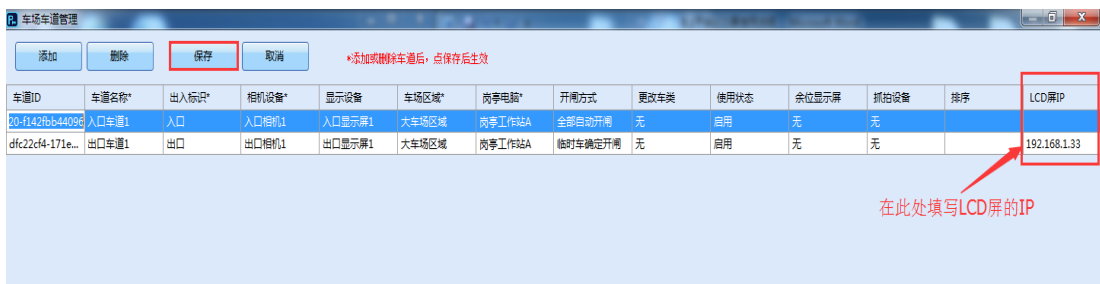 车场车道管理
添加 删除 保存 取消 *添加或删除车道后，点保存后生效
车道ID 车道名称* 出入标识* 相机设备* 显示设备 车场区域* 岗亭电脑* 开闸方式 更改车类 使用状态 余位显示屏 抓拍设备 排序 LCD屏IP
20-f142fbb44096 入口车道1 入口 入口相机1 入口显示屏1 大车场区域 岗亭工作站A 全部自动开闸 无 启用 无 无
dfc22cf4-171e... 出口车道1 出口 出口相机1 出口显示屏1 大车场区域 岗亭工作站A 临时车确定开闸 无 启用 无 无 192.168.1.33
在此处填写LCD屏的IP